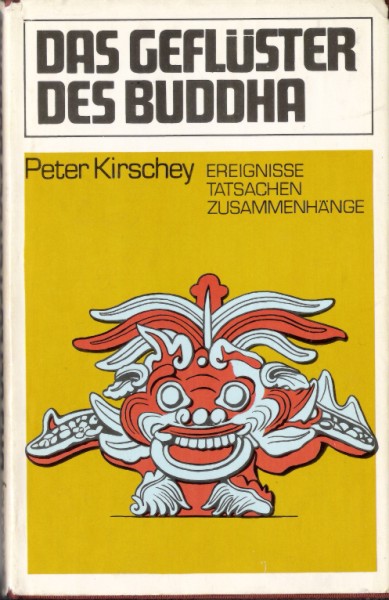 DAS GEFLÜSTER
DES BUDDHA
Peter Kirschey
EREIGNISSE
TATSACHEN
ZUSAMMENHÄNGE